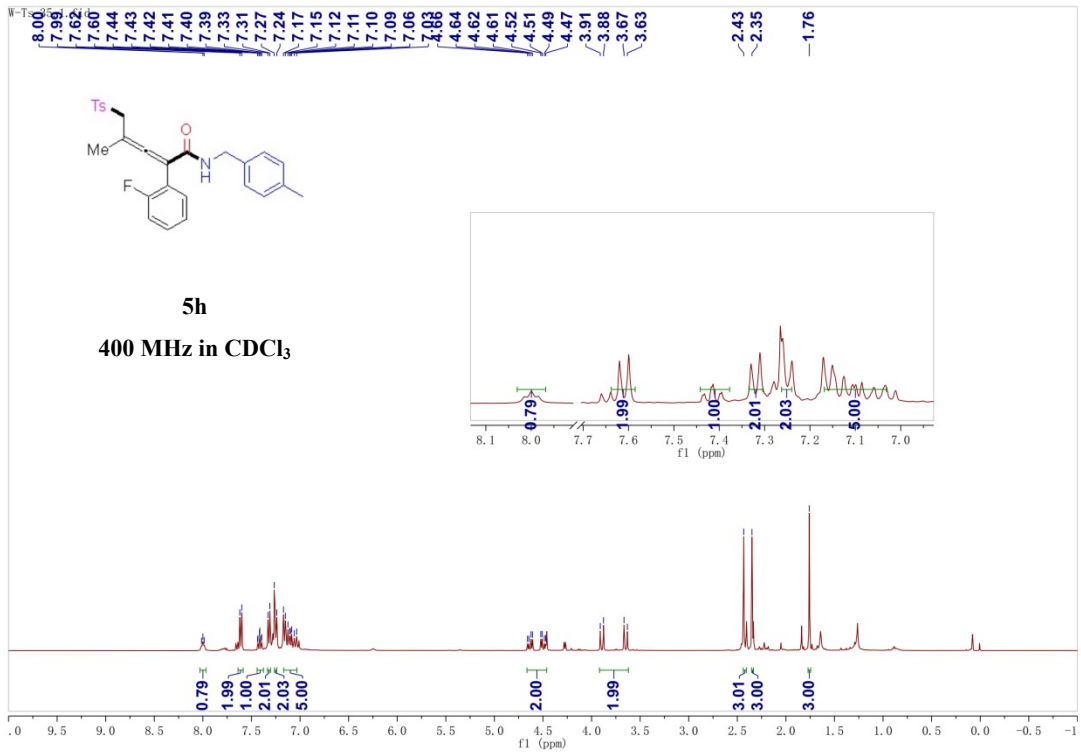 W-Ts-35-1.fid
8.00 7.99 7.62 7.60 7.44 7.43 7.42 7.41 7.40 7.39 7.33 7.31 7.27 7.24 7.17 7.15 7.12 7.11 7.10 7.09 7.06 7.03 4.66 4.64 4.62 4.61 4.52 4.51 4.49 4.47 3.91 3.88 3.67 3.63 2.43 2.35 1.76
Ts
O
Me
N
H
F
5h
400 MHz in CDCl₃
0.79 1.99 1.00 2.01 2.03 5.00
8.1 8.0 7.7 7.6 7.5 7.4 7.3 7.2 7.1 7.0
f1 (ppm)
0.79 1.99 1.00 2.01 2.03 5.00 2.00 1.99 3.01 3.00 3.00
.0 9.5 9.0 8.5 8.0 7.5 7.0 6.5 6.0 5.5 5.0 4.5 4.0 3.5 3.0 2.5 2.0 1.5 1.0 0.5 0.0 -0.5 -1
f1 (ppm)